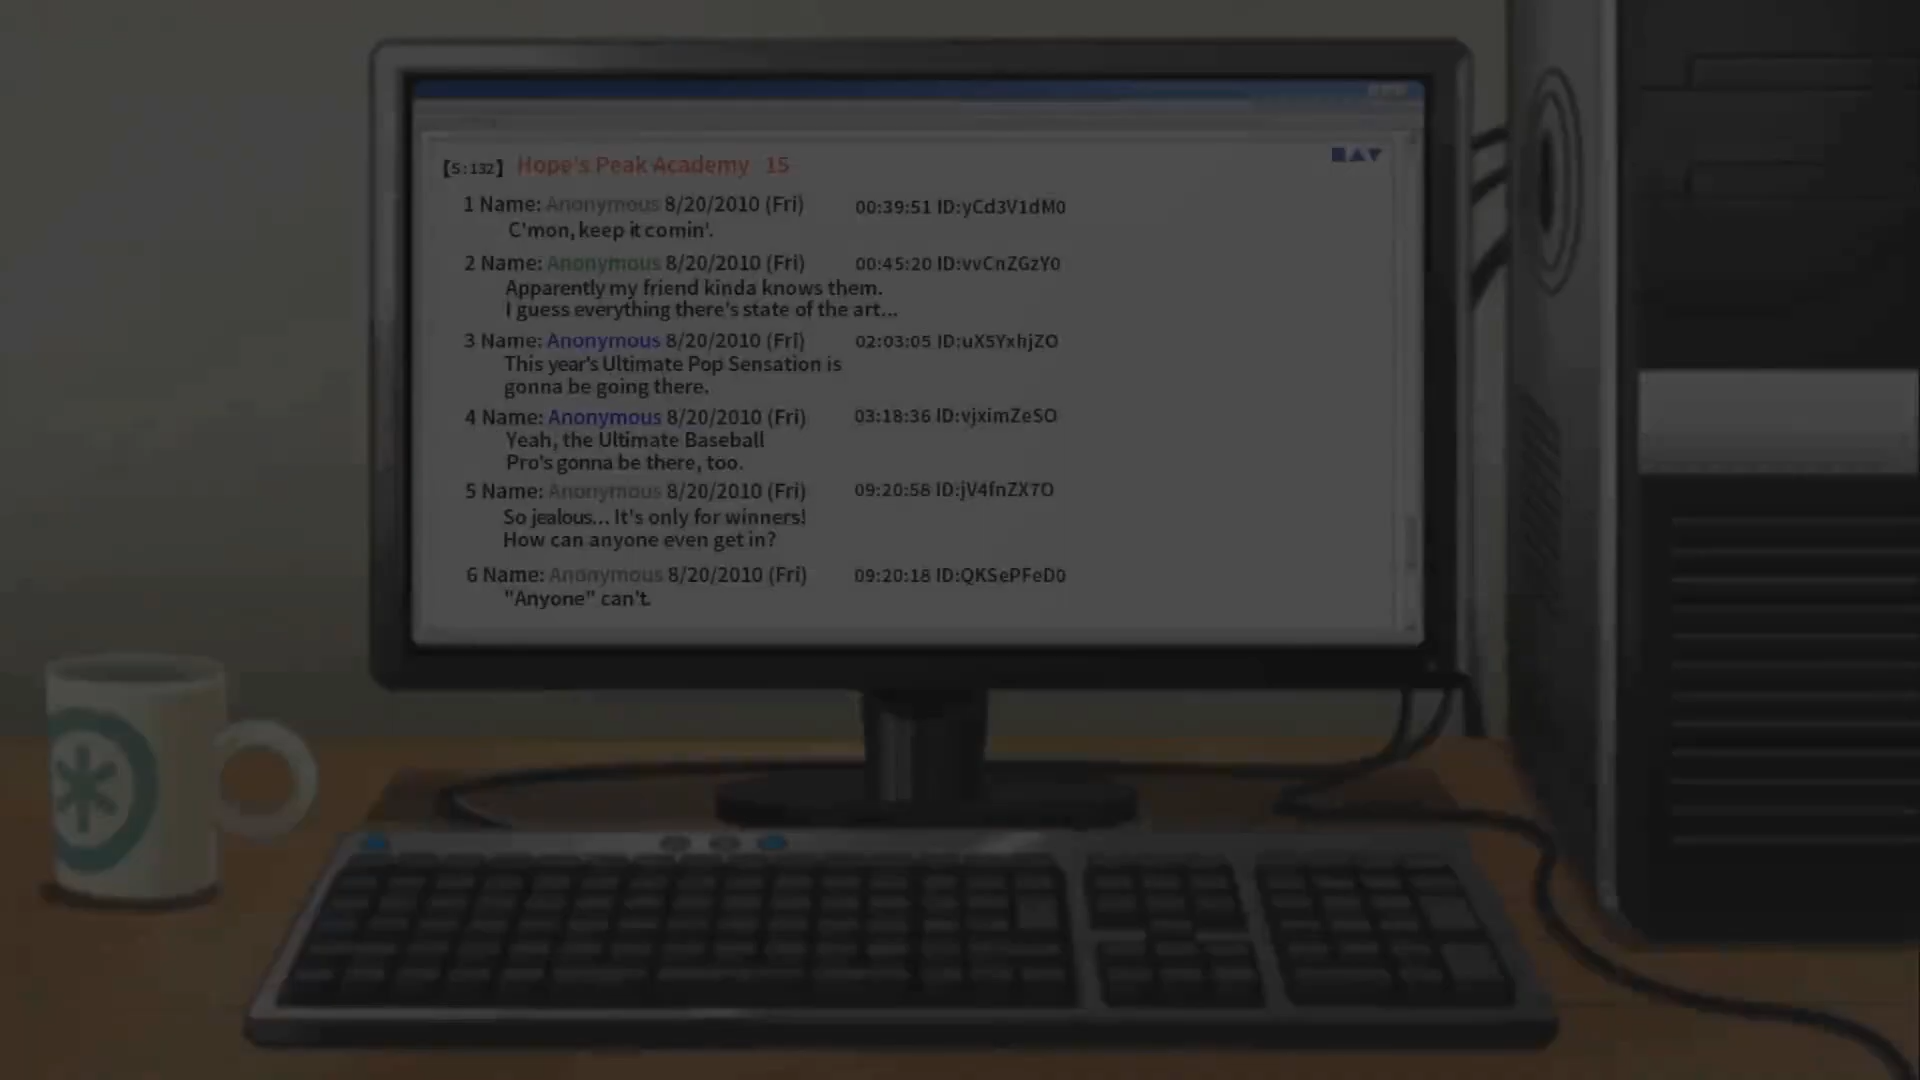 【S:132】 Hope's Peak Academy 15
1 Name: Anonymous 8/20/2010 (Fri) 00:39:51 ID:yCd3V1dM0
C'mon, keep it comin'.
2 Name: Anonymous 8/20/2010 (Fri) 00:45:20 ID:vvCnZGzY0
Apparently my friend kinda knows them.
I guess everything there's state of the art...
3 Name: Anonymous 8/20/2010 (Fri) 02:03:05 ID:uX5YxhjZO
This year's Ultimate Pop Sensation is
gonna be going there.
4 Name: Anonymous 8/20/2010 (Fri) 03:18:36 ID:vjximZeSO
Yeah, the Ultimate Baseball
Pro's gonna be there, too.
5 Name: Anonymous 8/20/2010 (Fri) 09:20:58 ID:jV4fnZX7O
So jealous... It's only for winners!
How can anyone even get in?
6 Name: Anonymous 8/20/2010 (Fri) 09:20:18 ID:QKSePFeD0
"Anyone" can't.